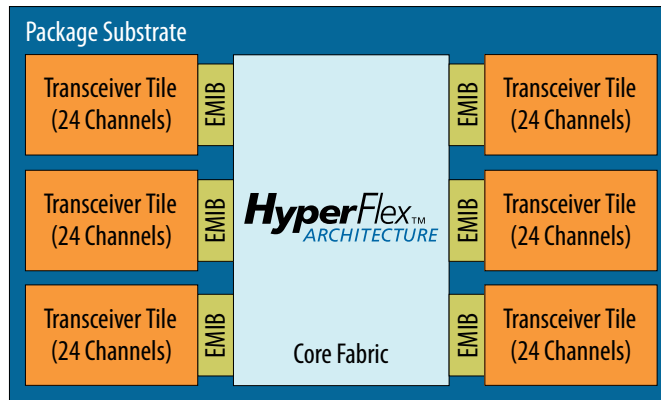 Package Substrate
Transceiver Tile
(24 Channels)
EMIB
EMIB
Transceiver Tile
(24 Channels)
Transceiver Tile
(24 Channels)
EMIB
HyperFlex™
ARCHITECTURE
EMIB
Transceiver Tile
(24 Channels)
Transceiver Tile
(24 Channels)
EMIB
Core Fabric
EMIB
Transceiver Tile
(24 Channels)